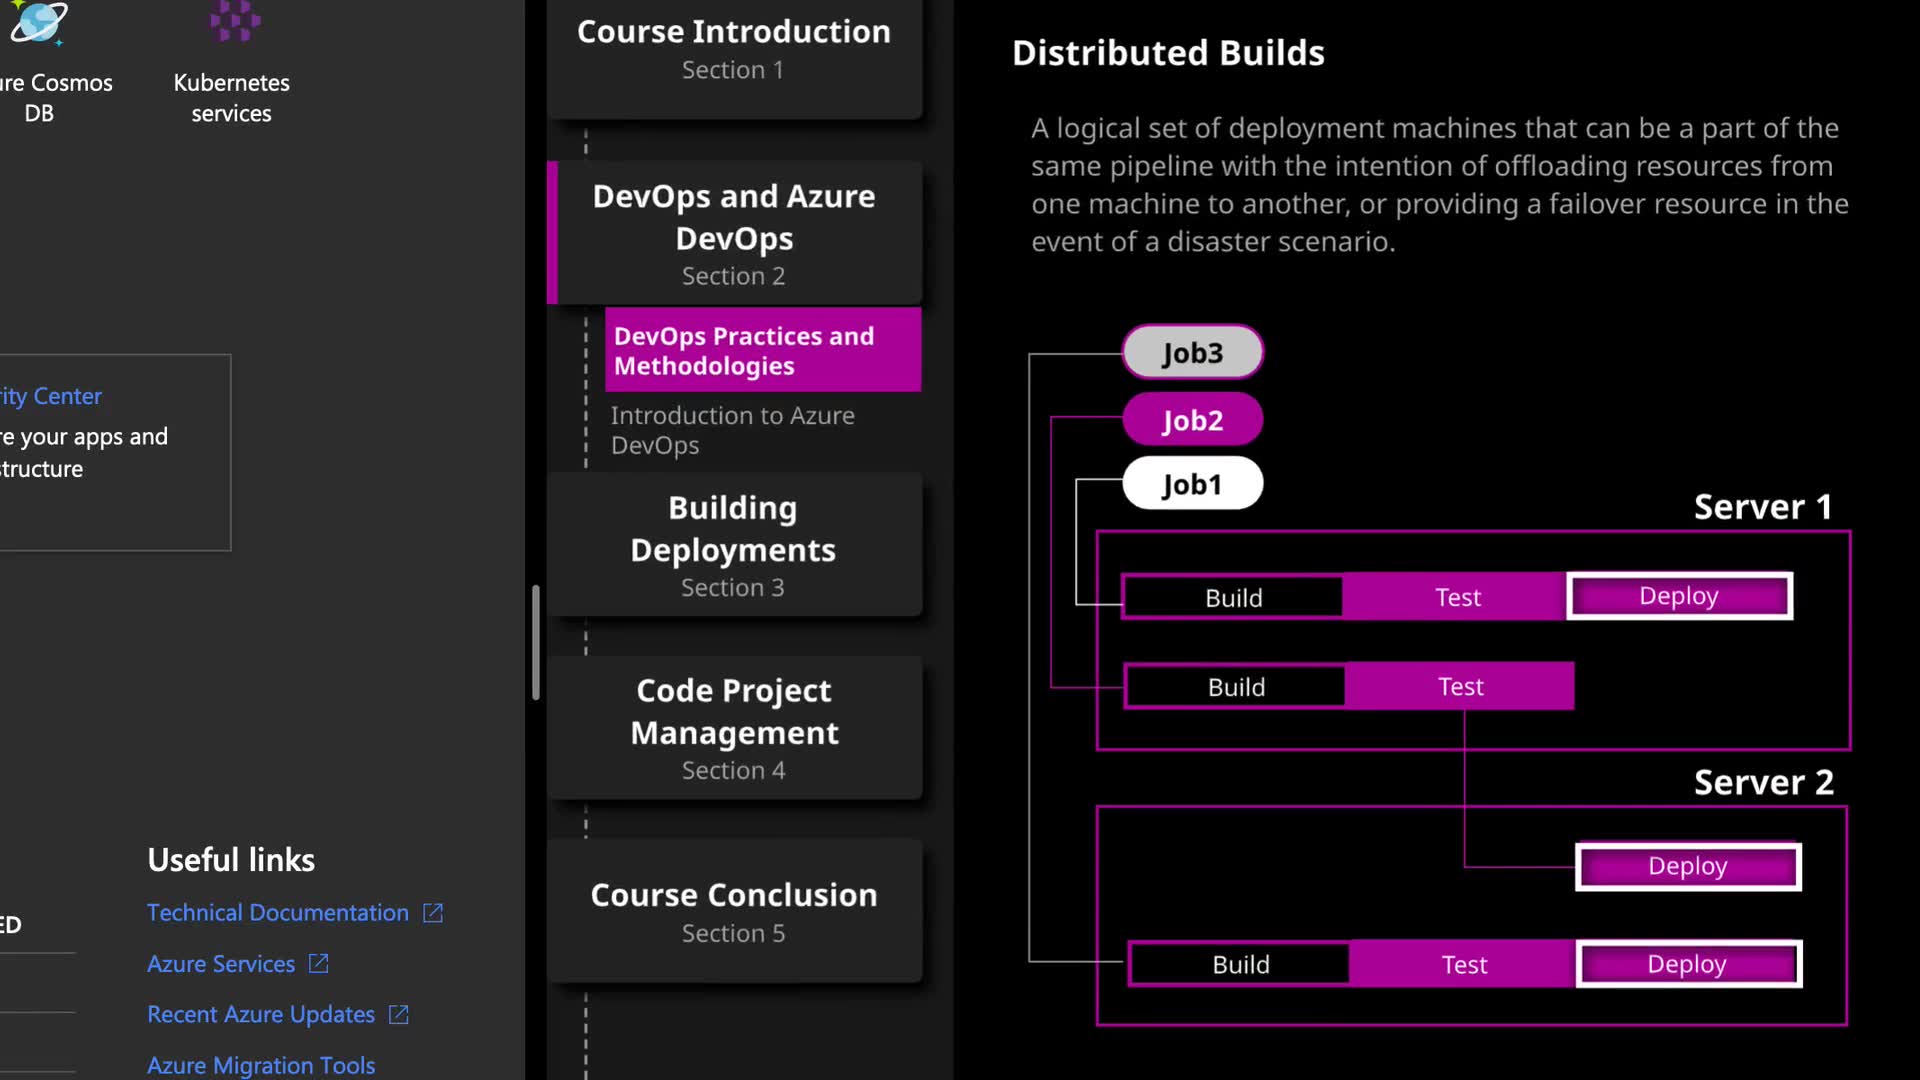 ure Cosmos
DB
Kubernetes
services
rity Center
re your apps and
structure
Useful links
Technical Documentation
ED
Azure Services
Recent Azure Updates
Azure Migration Tools
Course Introduction
Section 1
DevOps and Azure
DevOps
Section 2
DevOps Practices and
Methodologies
Introduction to Azure
DevOps
Building
Deployments
Section 3
Code Project
Management
Section 4
Course Conclusion
Section 5
Distributed Builds
A logical set of deployment machines that can be a part of the
same pipeline with the intention of offloading resources from
one machine to another, or providing a failover resource in the
event of a disaster scenario.
Job3
Job2
Job1
Server 1
Build Test Deploy
Build Test
Server 2
Deploy
Build Test Deploy